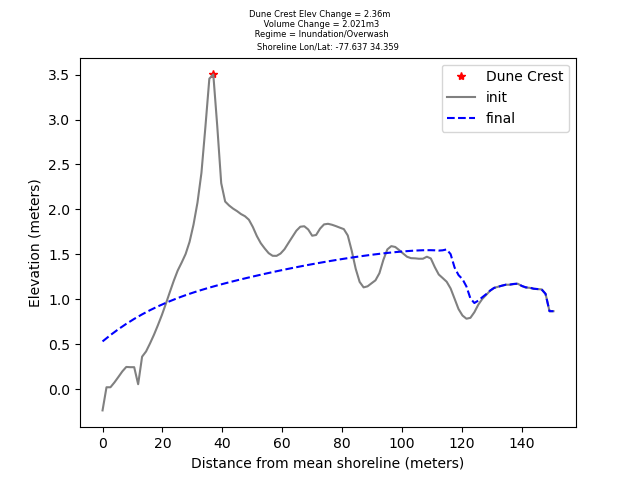 Dune Crest Elev Change = 2.36m
Volume Change = 2.021m3
Regime = Inundation/Overwash
Shoreline Lon/Lat: -77.637 34.359
Dune Crest
init
final
Elevation (meters)
3.5
3.0
2.5
2.0
1.5
1.0
0.5
0.0
0 20 40 60 80 100 120 140
Distance from mean shoreline (meters)